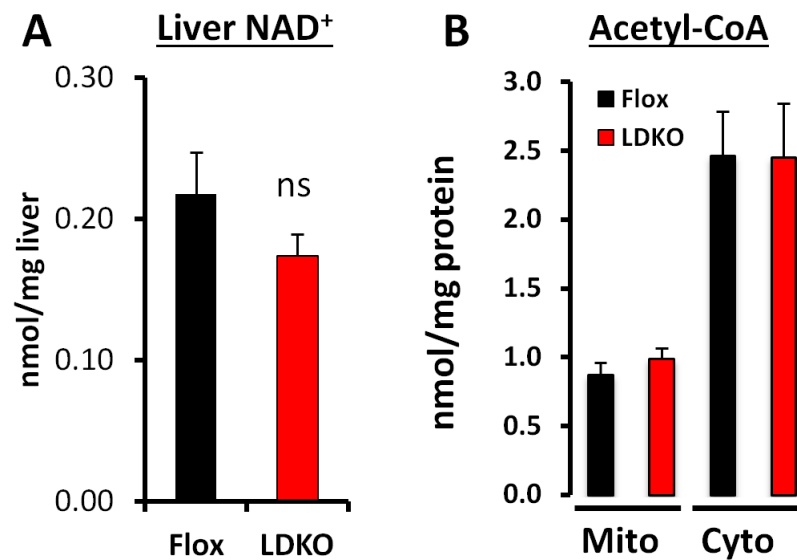 A
Liver NAD⁺
nmol/mg liver
0.30
0.20
0.10
0.00
ns
Flox LDKO
B
Acetyl-CoA
nmol/mg protein
3.0
2.5
2.0
1.5
1.0
0.5
0.0
Flox
LDKO
Mito Cyto